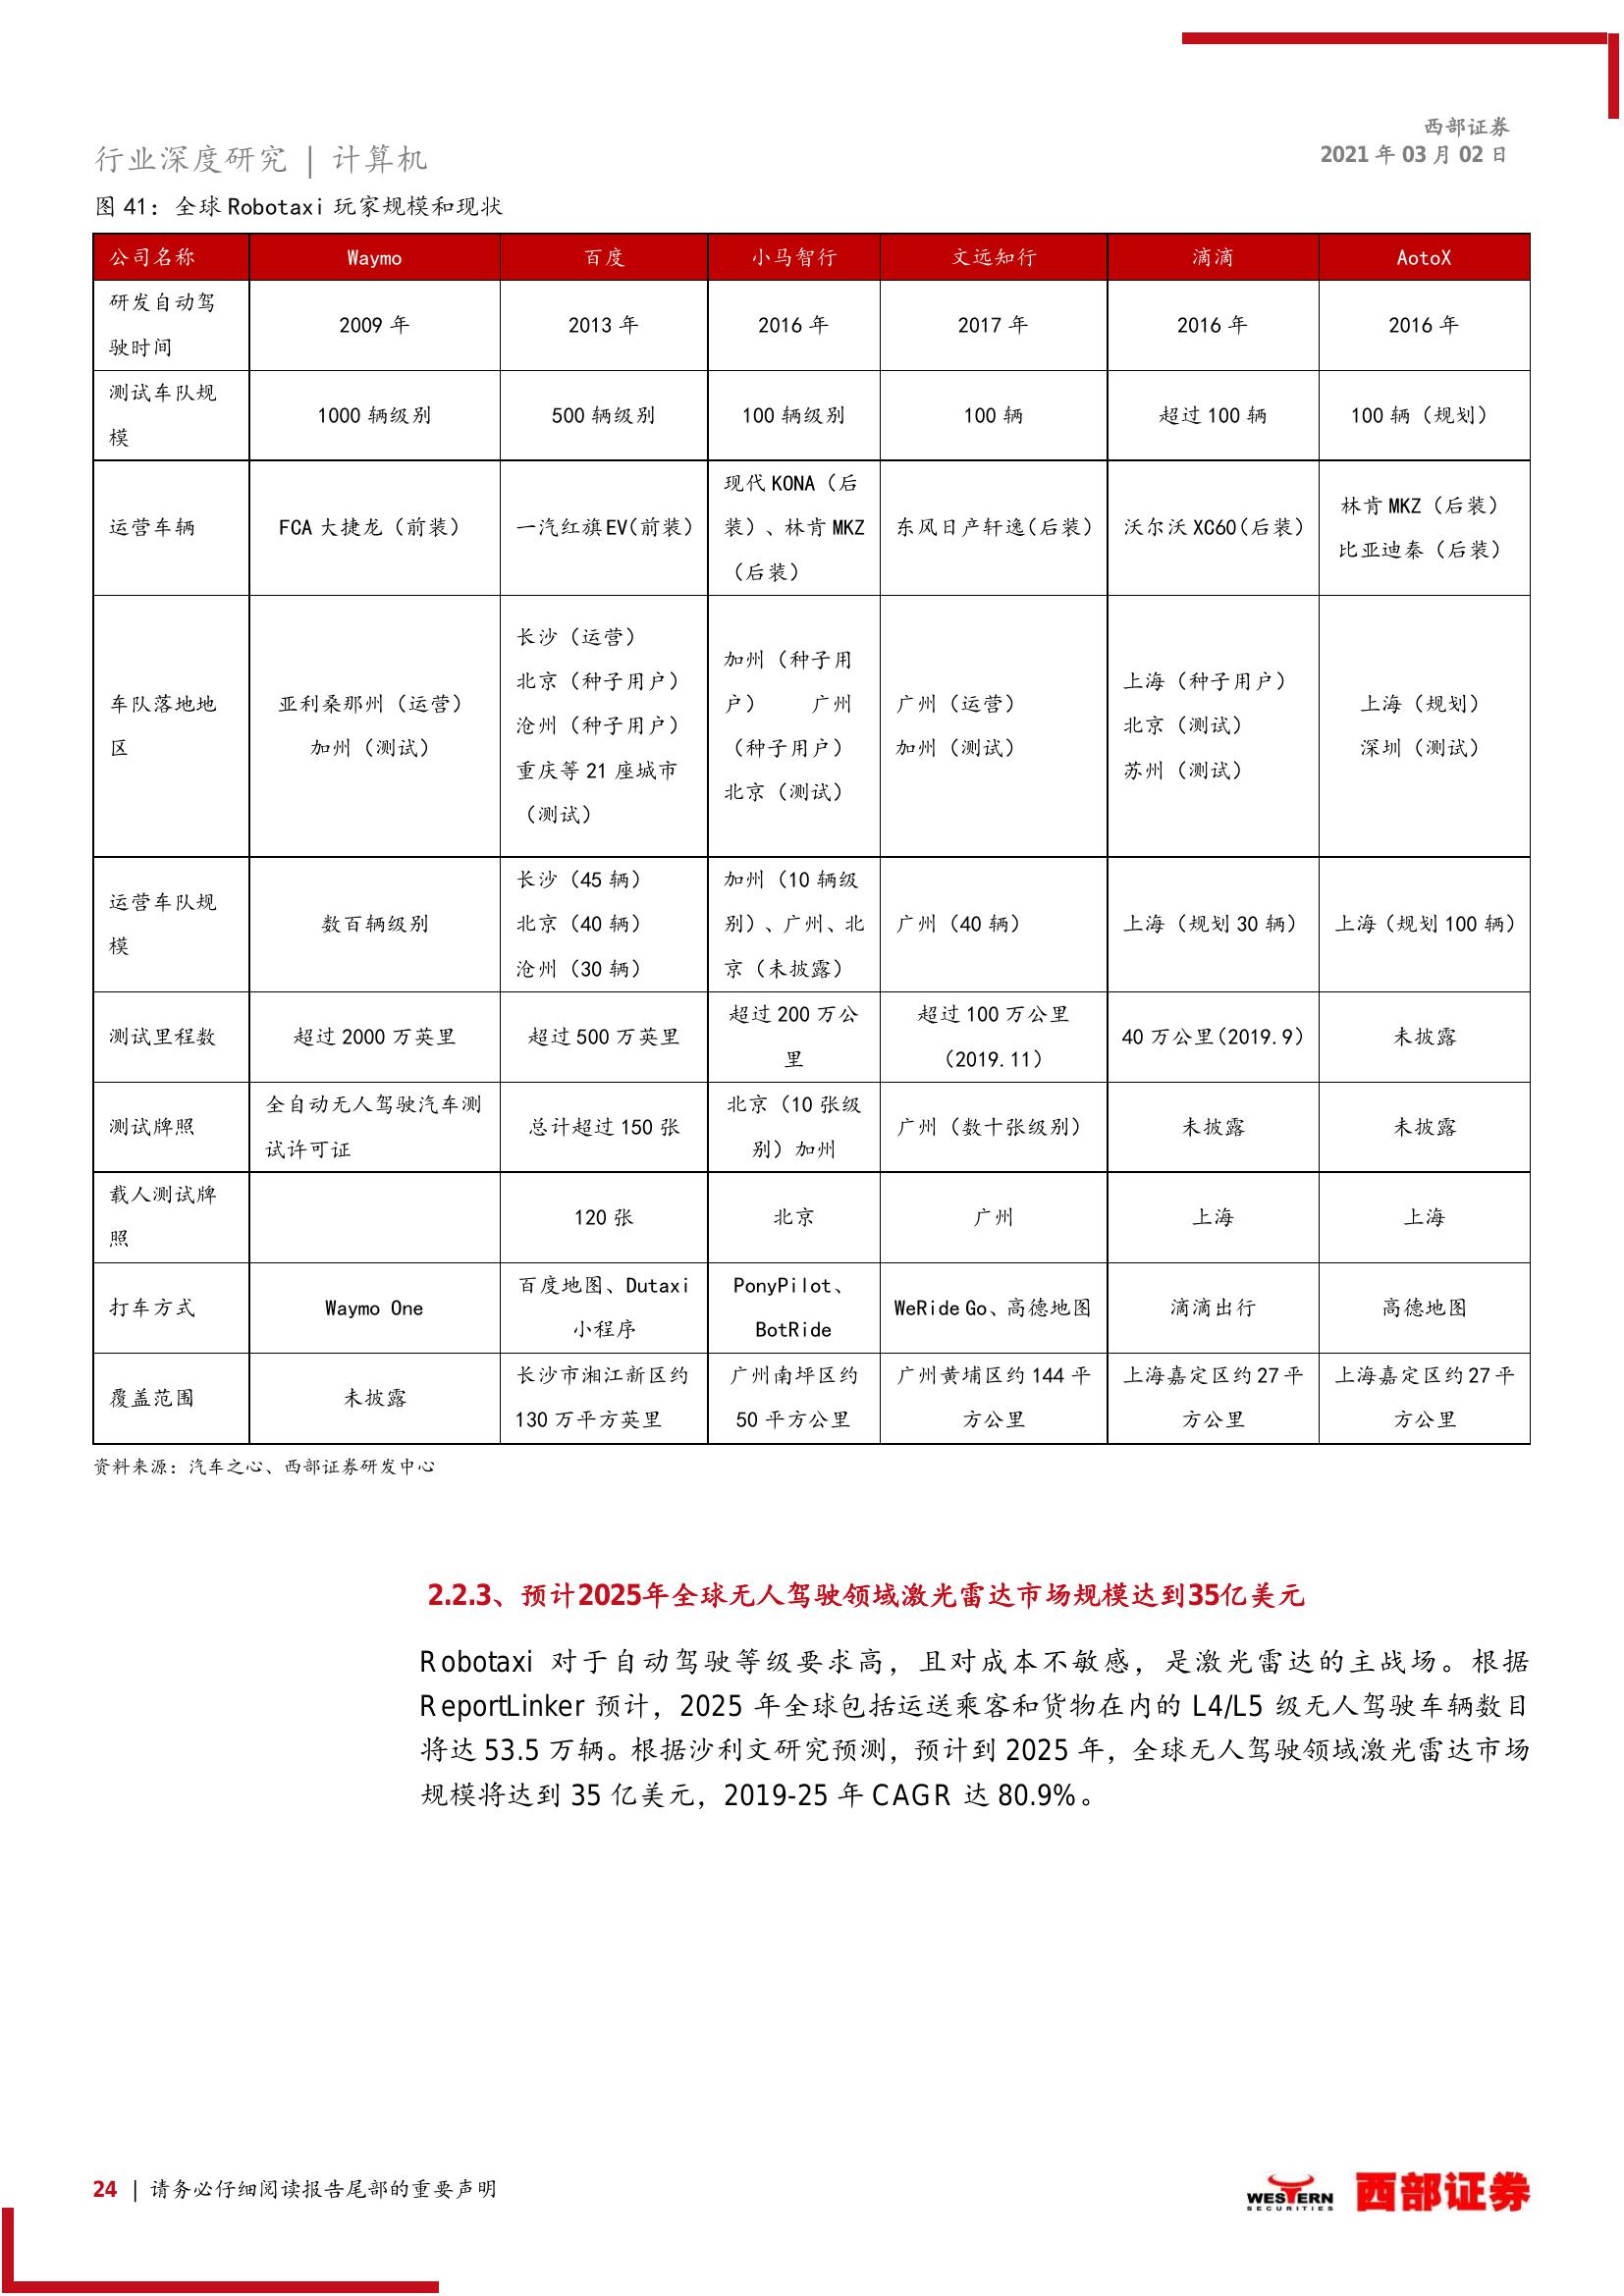 西部证券
2021 年 03 月 02 日
行业深度研究 | 计算机
图 41：全球 Robotaxi 玩家规模和现状
公司名称 Waymo 百度 小马智行 文远知行 滴滴 AotoX
研发自动驾
驶时间
2009 年 2013 年 2016 年 2017 年 2016 年 2016 年
测试车队规
模
1000 辆级别 500 辆级别 100 辆级别 100 辆 超过 100 辆 100 辆（规划）
运营车辆
FCA 大捷龙（前装）
一汽红旗 EV（前装）
现代 KONA（后
装）、林肯 MKZ
（后装）
东风日产轩逸（后装）
沃尔沃 XC60（后装）
林肯 MKZ（后装）
比亚迪秦（后装）
车队落地地
区
亚利桑那州（运营）
加州（测试）
长沙（运营）
北京（种子用户）
沧州（种子用户）
重庆等 21 座城市
（测试）
加州（种子用
户） 广州
（种子用户）
北京（测试）
广州（运营）
加州（测试）
上海（种子用户）
北京（测试）
苏州（测试）
上海（规划）
深圳（测试）
运营车队规
模
数百辆级别
长沙（45 辆）
北京（40 辆）
沧州（30 辆）
加州（10 辆级
别）、广州、北
京（未披露）
广州（40 辆）
上海（规划 30 辆）
上海（规划 100 辆）
测试里程数
超过 2000 万英里
超过 500 万英里
超过 200 万公
里
超过 100 万公里
（2019.11）
40 万公里（2019.9）
未披露
测试牌照
全自动无人驾驶汽车测
试许可证
总计超过 150 张
北京（10 张级
别）加州
广州（数十张级别）
未披露
未披露
载人测试牌
照
120 张 北京 广州 上海 上海
打车方式
Waymo One
百度地图、Dutaxi
小程序
PonyPilot、
BotRide
WeRide Go、高德地图
滴滴出行
高德地图
覆盖范围
未披露
长沙市湘江新区约
130 万平方英里
广州南坪区约
50 平方公里
广州黄埔区约 144 平
方公里
上海嘉定区约 27 平
方公里
上海嘉定区约 27 平
方公里
资料来源：汽车之心、西部证券研发中心
2.2.3、预计2025年全球无人驾驶领域激光雷达市场规模达到35亿美元
Robotaxi 对于自动驾驶等级要求高，且对成本不敏感，是激光雷达的主战场。根据
ReportLinker 预计，2025 年全球包括运送乘客和货物在内的 L4/L5 级无人驾驶车辆数目
将达 53.5 万辆。根据沙利文研究预测，预计到 2025 年，全球无人驾驶领域激光雷达市场
规模将达到 35 亿美元，2019-25 年 CAGR 达 80.9%。
24 | 请务必仔细阅读报告尾部的重要声明
WESTERN
SECURITIES
西部证券